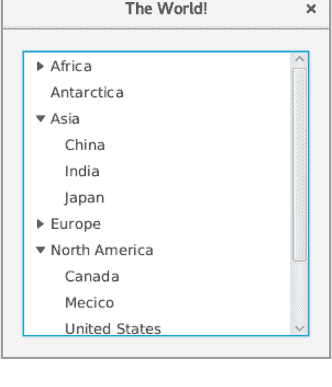 The World!
Africa
Antarctica
Asia
China
India
Japan
Europe
North America
Canada
Mecico
United States